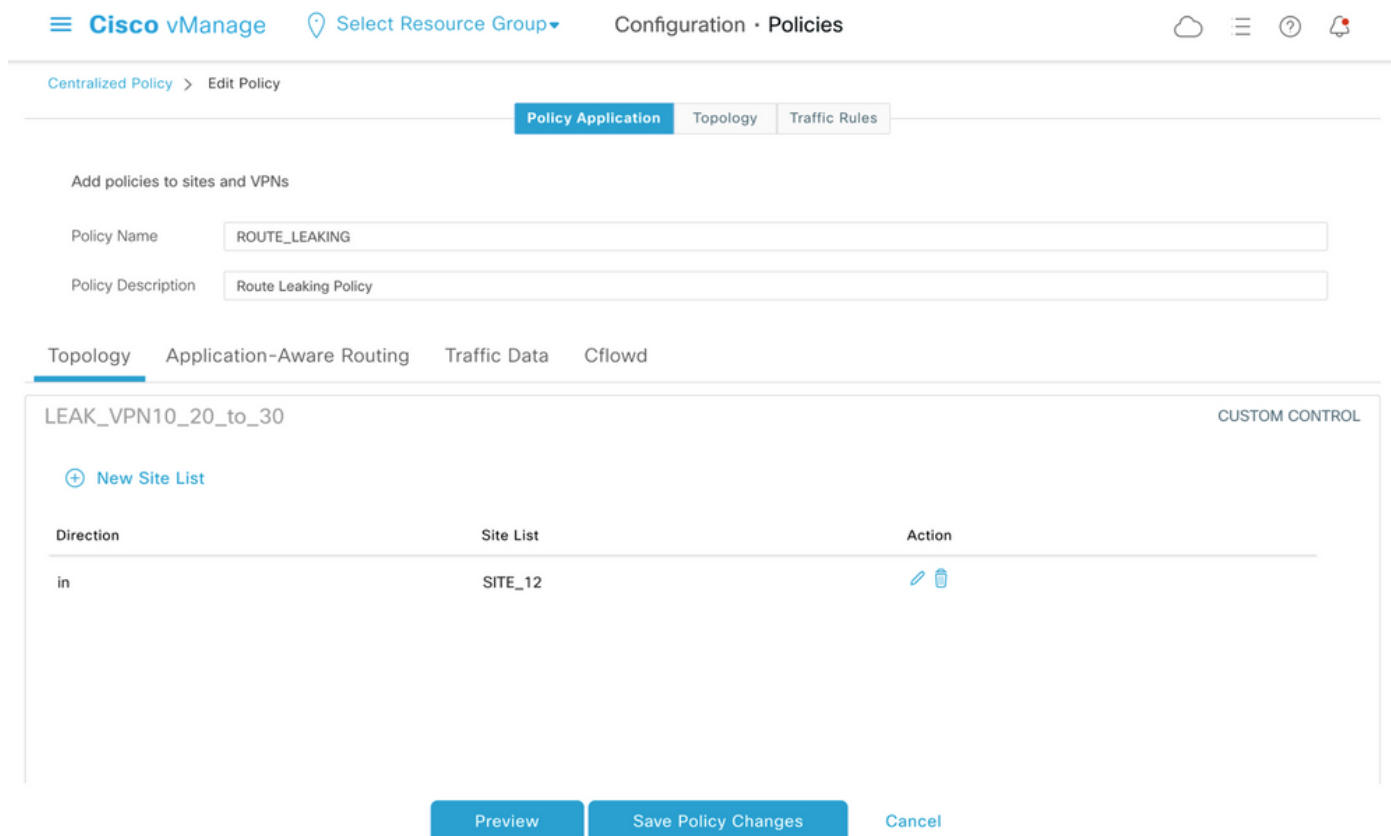 Cisco vManage Select Resource Group Configuration · Policies
Centralized Policy > Edit Policy
Policy Application Topology Traffic Rules
Add policies to sites and VPNs
Policy Name ROUTE_LEAKING
Policy Description Route Leaking Policy
Topology Application-Aware Routing Traffic Data Cflowd
LEAK_VPN10_20_to_30 CUSTOM CONTROL
New Site List
Direction Site List Action
in SITE_12
Preview Save Policy Changes Cancel